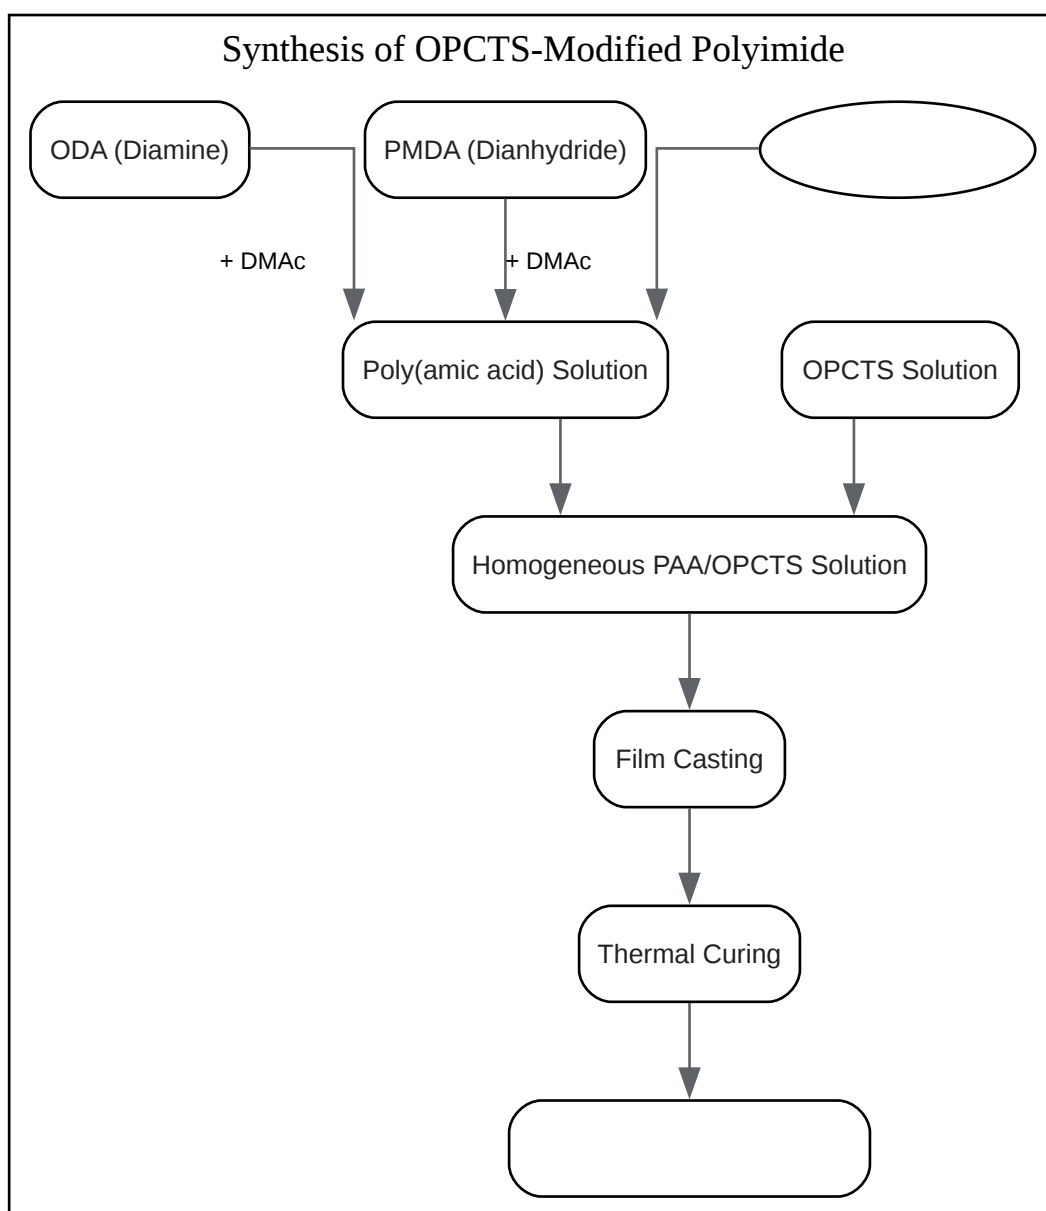 Synthesis of OPCTS-Modified Polyimide
ODA (Diamine)
PMDA (Dianhydride)
+ DMAc
+ DMAc
Poly(amic acid) Solution
OPCTS Solution
Homogeneous PAA/OPCTS Solution
Film Casting
Thermal Curing